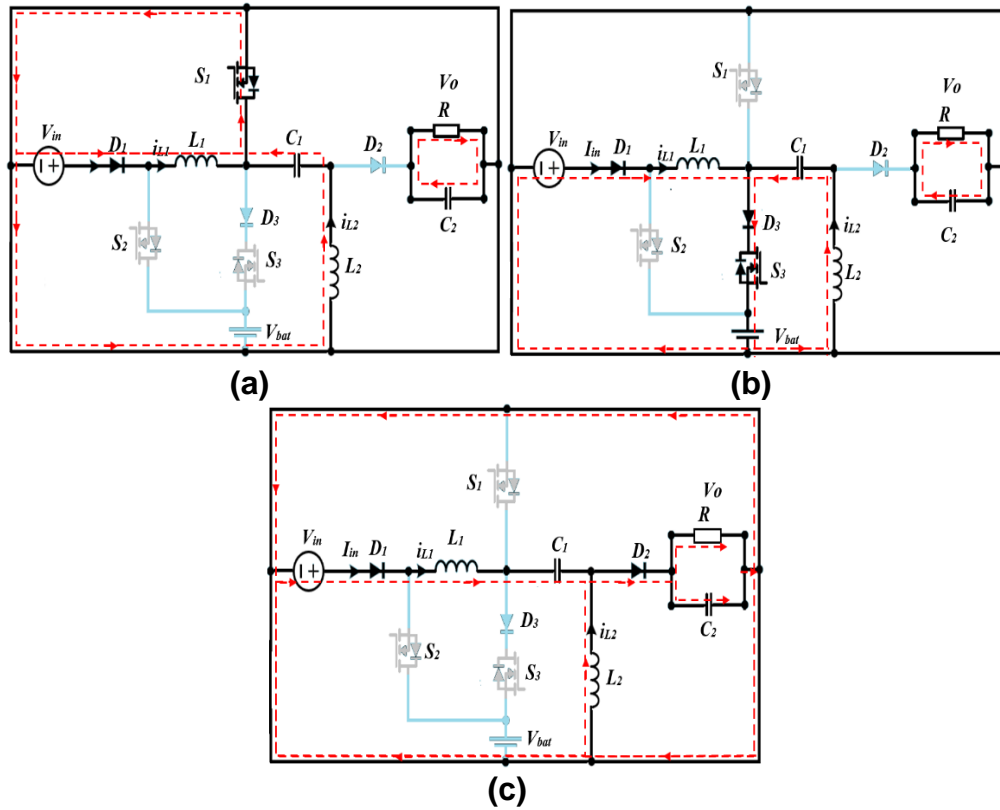 S1
Vo
R
Vin
D1
iL1
L1
C1
D2
C2
S2
D3
S3
iL2
L2
Vbat
(a)
S1
Vo
R
Vin
Iin
D1
iL1
L1
C1
D2
C2
S2
D3
S3
iL2
L2
Vbat
(b)
S1
Vo
R
Vin
Iin
D1
iL1
L1
C1
D2
C2
S2
D3
S3
iL2
L2
Vbat
(c)